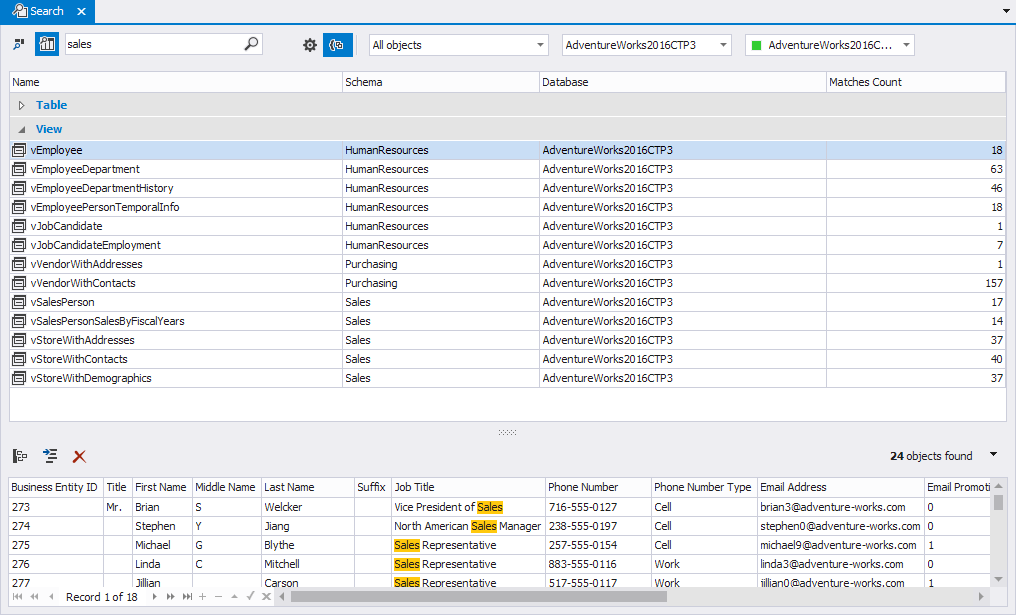 Search
sales All objects AdventureWorks2016CTP3 AdventureWorks2016C...
Name Schema Database Matches Count
Table
View
vEmployee HumanResources AdventureWorks2016CTP3 18
vEmployeeDepartment HumanResources AdventureWorks2016CTP3 63
vEmployeeDepartmentHistory HumanResources AdventureWorks2016CTP3 46
vEmployeePersonTemporalInfo HumanResources AdventureWorks2016CTP3 18
vJobCandidate HumanResources AdventureWorks2016CTP3 1
vJobCandidateEmployment HumanResources AdventureWorks2016CTP3 7
vVendorWithAddresses Purchasing AdventureWorks2016CTP3 1
vVendorWithContacts Purchasing AdventureWorks2016CTP3 157
vSalesPerson Sales AdventureWorks2016CTP3 17
vSalesPersonSalesByFiscalYears Sales AdventureWorks2016CTP3 14
vStoreWithAddresses Sales AdventureWorks2016CTP3 37
vStoreWithContacts Sales AdventureWorks2016CTP3 40
vStoreWithDemographics Sales AdventureWorks2016CTP3 37
24 objects found
Business Entity ID Title First Name Middle Name Last Name Suffix Job Title Phone Number Phone Number Type Email Address Email Promoti
273 Mr. Brian S Welcker Vice President of Sales 716-555-0127 Cell brian3@adventure-works.com 0
274 Stephen Y Jiang North American Sales Manager 238-555-0197 Cell stephen0@adventure-works.com 0
275 Michael G Blythe Sales Representative 257-555-0154 Cell michael9@adventure-works.com 1
276 Linda C Mitchell Sales Representative 883-555-0116 Work linda3@adventure-works.com 0
277 Jillian Carson Sales Representative 517-555-0117 Work jillian0@adventure-works.com 1
Record 1 of 18